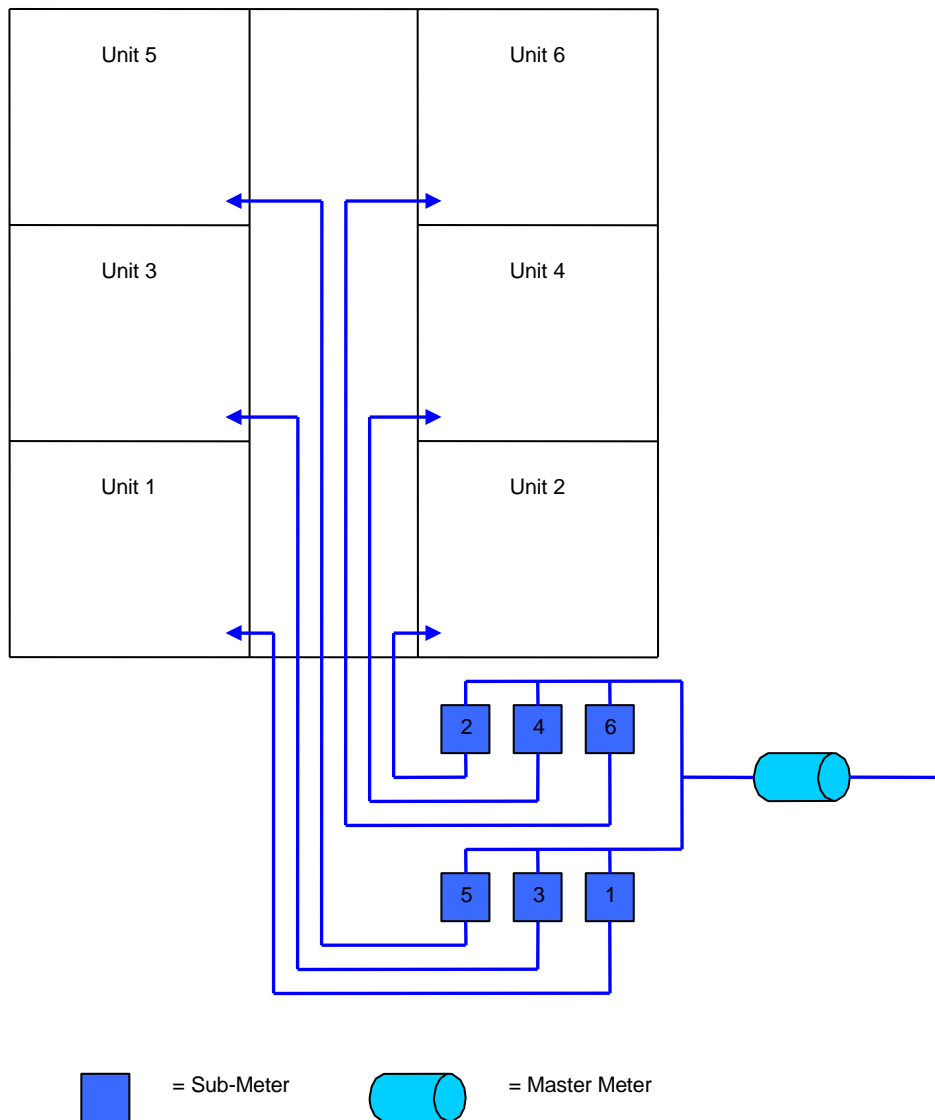 Unit 5
Unit 6
Unit 3
Unit 4
Unit 1
Unit 2
2 4 6
5 3 1
= Sub-Meter = Master Meter